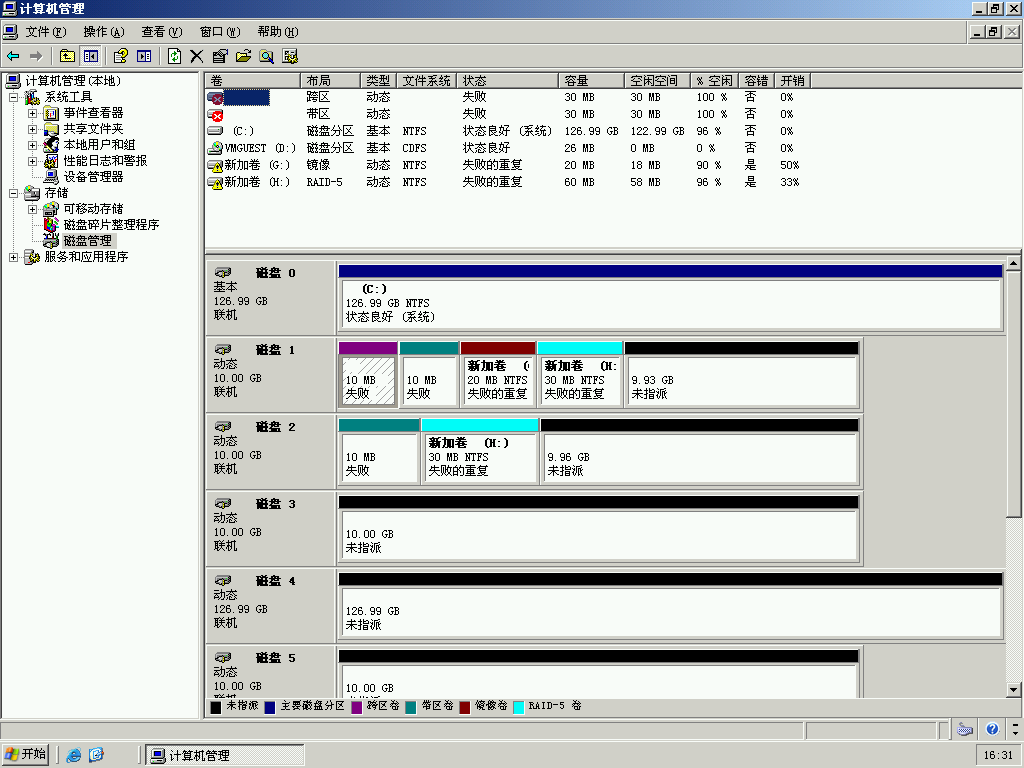 计算机管理
文件(F) 操作(A) 查看(V) 窗口(W) 帮助(H)
计算机管理(本地)
系统工具
事件查看器
共享文件夹
本地用户和组
性能日志和警报
设备管理器
存储
可移动存储
磁盘碎片整理程序
磁盘管理
服务和应用程序
卷 布局 类型 文件系统 状态 容量 空闲空间 % 空闲 容错 开销
跨区 动态 失败 30 MB 30 MB 100 % 否 0%
带区 动态 失败 30 MB 30 MB 100 % 否 0%
(C:) 磁盘分区 基本 NTFS 状态良好 (系统) 126.99 GB 122.99 GB 96 % 否 0%
VMGUEST (D:) 磁盘分区 基本 CDFS 状态良好 26 MB 0 MB 0 % 否 0%
新加卷 (G:) 镜像 动态 NTFS 失败的重复 20 MB 18 MB 90 % 是 50%
新加卷 (H:) RAID-5 动态 NTFS 失败的重复 60 MB 58 MB 96 % 是 33%
磁盘 0
基本
126.99 GB
联机
(C:)
126.99 GB NTFS
状态良好 (系统)
磁盘 1
动态
10.00 GB
联机
10 MB
失败
10 MB
失败
新加卷 (
20 MB NTFS
失败的重复
新加卷 (H:
30 MB NTFS
失败的重复
9.93 GB
未指派
磁盘 2
动态
10.00 GB
联机
10 MB
失败
新加卷 (H:)
30 MB NTFS
失败的重复
9.96 GB
未指派
磁盘 3
动态
10.00 GB
联机
10.00 GB
未指派
磁盘 4
动态
126.99 GB
联机
126.99 GB
未指派
磁盘 5
动态
10.00 GB
10.00 GB
未指派 主要磁盘分区 跨区卷 带区卷 镜像卷 RAID-5 卷
开始 计算机管理 16:31